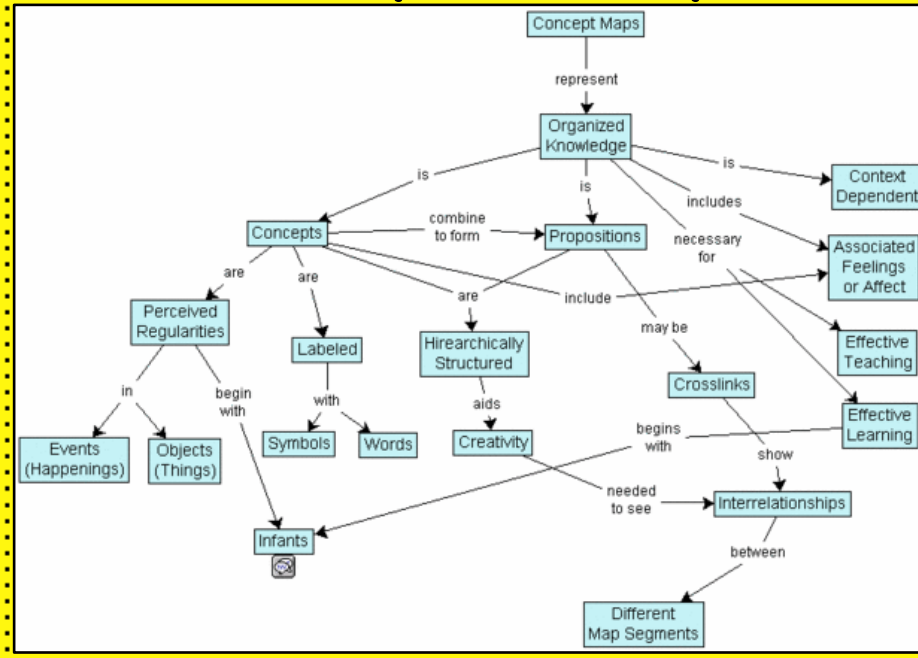 Concept Maps
represent
Organized
Knowledge
is
is
is
Context
Dependent
includes
combine
to form
Concepts
Propositions
necessary
for
Associated
Feelings
or Affect
are
are
are
include
Perceived
Regularities
may be
Labeled
Hirearchically
Structured
Effective
Teaching
Crosslinks
in
begin
with
with
aids
Effective
Learning
Events
(Happenings)
Objects
(Things)
Symbols
Words
Creativity
begins
with
show
needed
to see
Interrelationships
Infants
between
Different
Map Segments